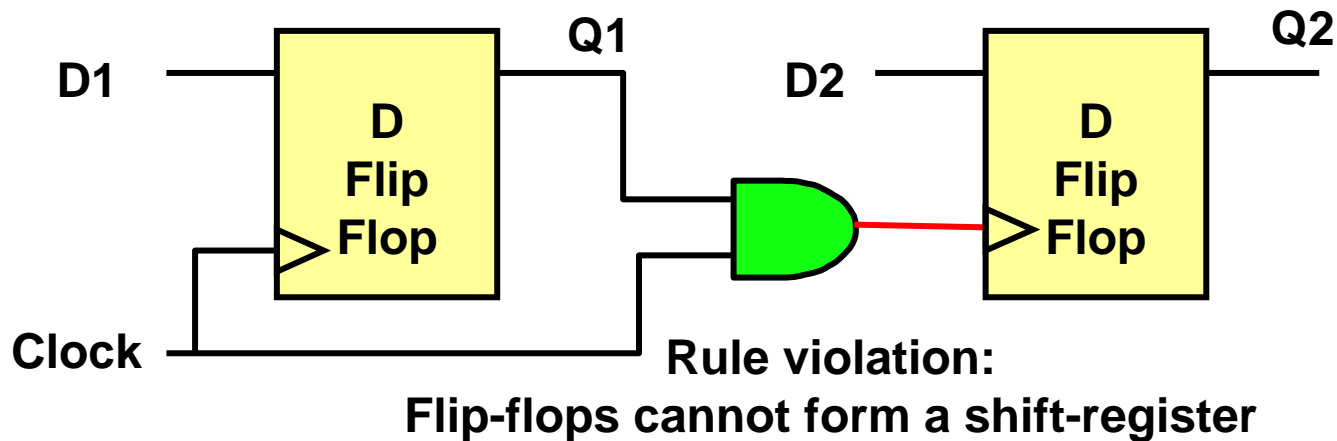 D1
D
Flip
Flop
Q1
D2
D
Flip
Flop
Q2
Clock
Rule violation:
Flip-flops cannot form a shift-register